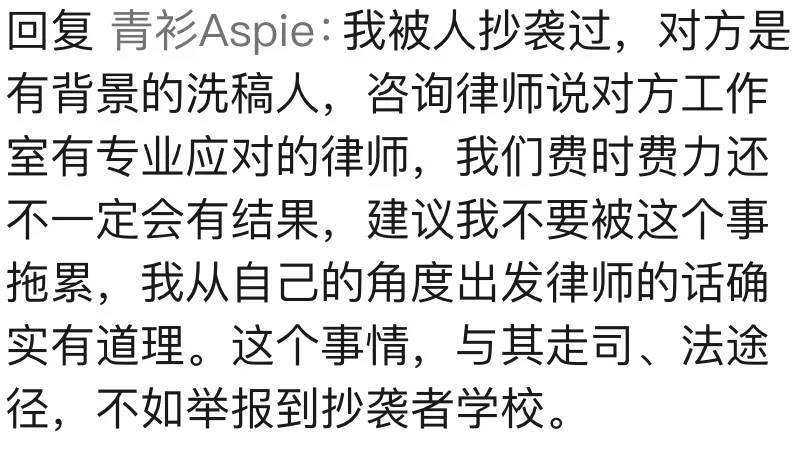 回复 青衫Aspie：我被人抄袭过，对方是
有背景的洗稿人，咨询律师说对方工作
室有专业应对的律师，我们费时费力还
不一定会有结果，建议我不要被这个事
拖累，我从自己的角度出发律师的话确
实有道理。这个事情，与其走司、法途
径，不如举报到抄袭者学校。